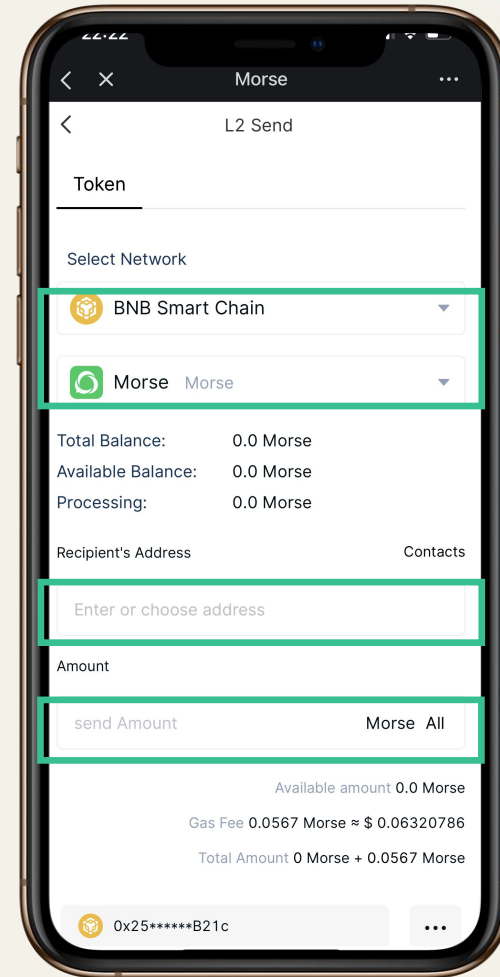 22:22
Morse
L2 Send
Token
Select Network
BNB Smart Chain
Morse Morse
Total Balance: 0.0 Morse
Available Balance: 0.0 Morse
Processing: 0.0 Morse
Recipient's Address Contacts
Enter or choose address
Amount
send Amount Morse All
Available amount 0.0 Morse
Gas Fee 0.0567 Morse ≈ $ 0.06320786
Total Amount 0 Morse + 0.0567 Morse
0x25******B21c